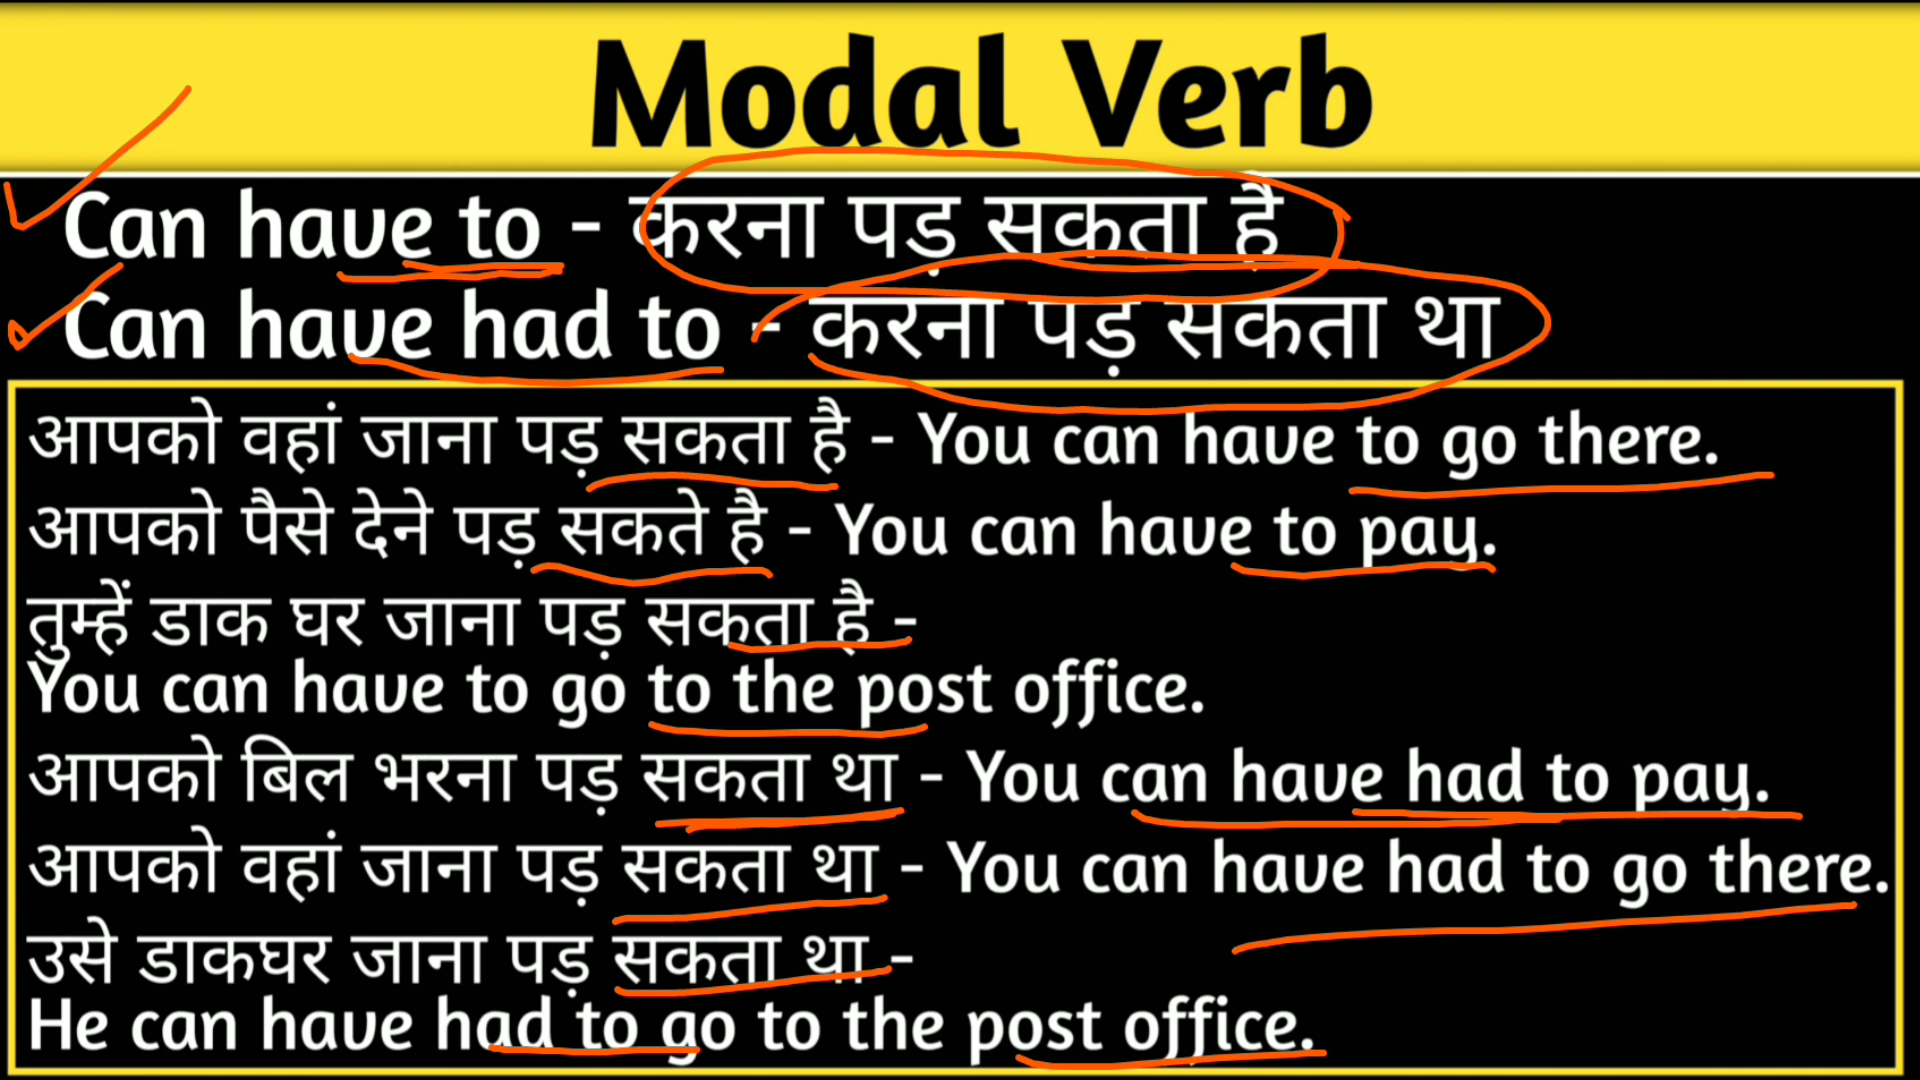 Modal Verb
Can have to - करना पड़ सकता है
Can have had to - करना पड़ सकता था
आपको वहां जाना पड़ सकता है - You can have to go there.
आपको पैसे देने पड़ सकते है - You can have to pay.
तुम्हें डाक घर जाना पड़ सकता है -
You can have to go to the post office.
आपको बिल भरना पड़ सकता था - You can have had to pay.
आपको वहां जाना पड़ सकता था - You can have had to go there.
उसे डाकघर जाना पड़ सकता था -
He can have had to go to the post office.